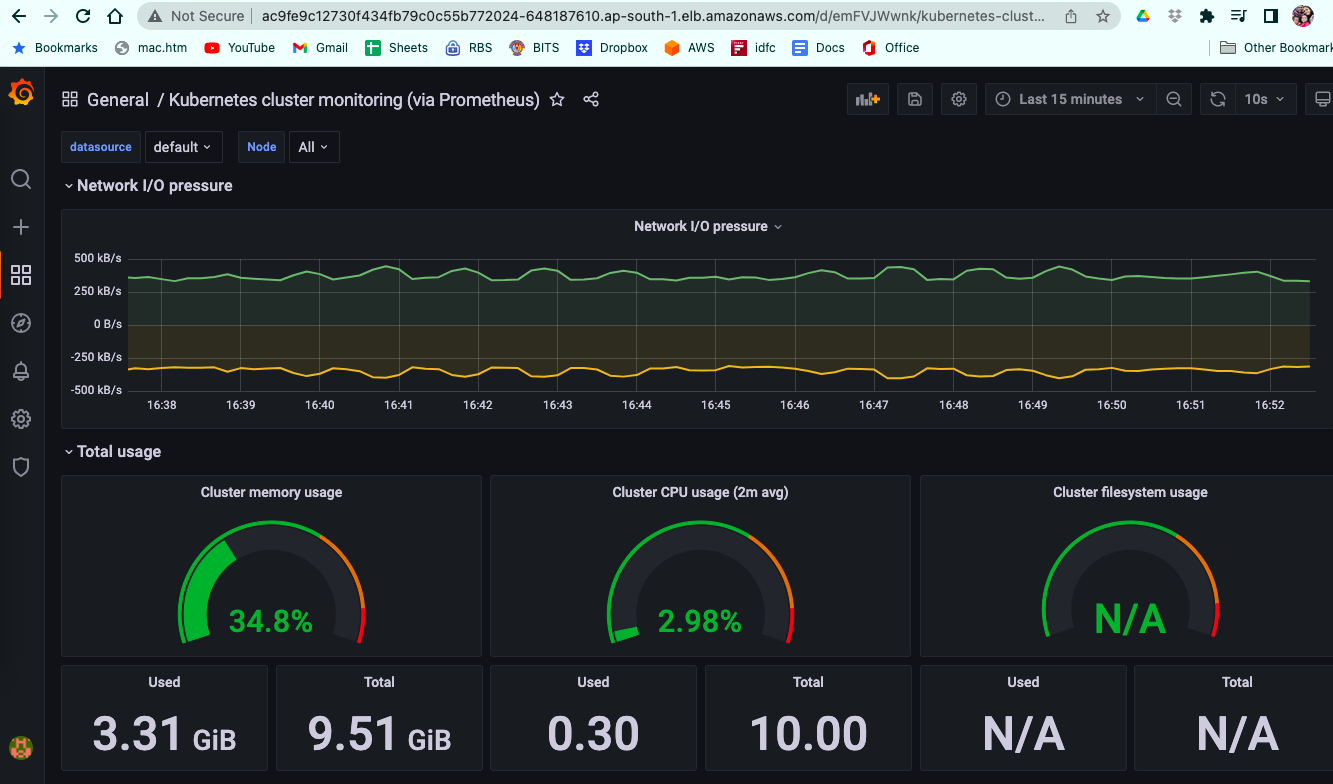 Not Secure ac9fe9c12730f434fb79c0c55b772024-648187610.ap-south-1.elb.amazonaws.com/d/emFVJWwnk/kubernetes-clust...
Bookmarks mac.htm YouTube Gmail Sheets RBS BITS Dropbox AWS idfc Docs Office Other Bookmark
General / Kubernetes cluster monitoring (via Prometheus) Last 15 minutes 10s
datasource default Node All
Network I/O pressure
Network I/O pressure
500 kB/s
250 kB/s
0 B/s
-250 kB/s
-500 kB/s
16:38 16:39 16:40 16:41 16:42 16:43 16:44 16:45 16:46 16:47 16:48 16:49 16:50 16:51 16:52
Total usage
Cluster memory usage Cluster CPU usage (2m avg) Cluster filesystem usage
34.8% 2.98% N/A
Used Total Used Total Used Total
3.31 GiB 9.51 GiB 0.30 10.00 N/A N/A